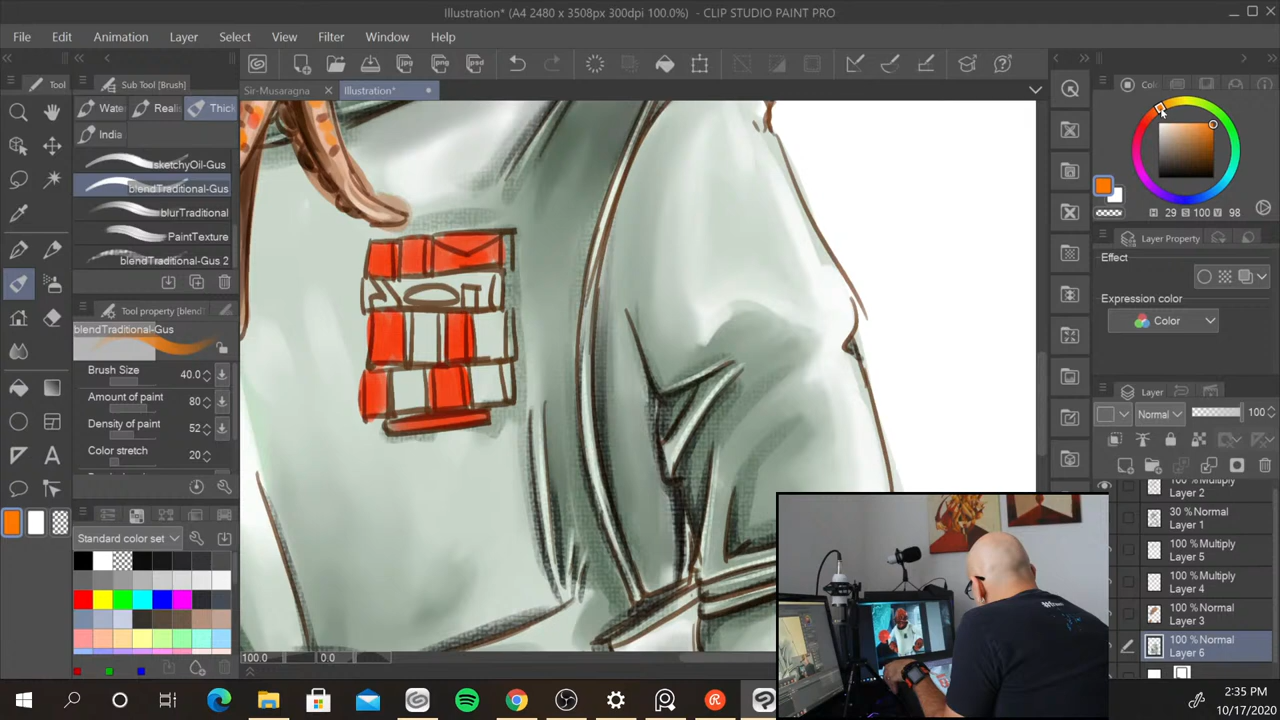 Illustration* (A4 2480 x 3508px 300dpi 100.0%) - CLIP STUDIO PAINT PRO
File Edit Animation Layer Select View Filter Window Help
Tool
Sub Tool [Brush]
Sir-Musaragna
Illustration*
Wate Reali Thick
India
sketchyOil-Gus
blendTraditional-Gus
blurTraditional
PaintTexture
blendTraditional-Gus 2
Tool property [blend
blendTraditional-Gus
Brush Size 40.0
Amount of paint 80
Density of paint 52
Color stretch 20
Standard color set
100.0 0.0
H 29 S 100 V 98
Layer Property
Effect
Expression color
Color
Layer
Normal 100
100 % Multiply
Layer 2
30 % Normal
Layer 1
100 % Multiply
Layer 5
100 % Multiply
Layer 4
100 % Normal
Layer 3
100 % Normal
Layer 6
2:35 PM
10/17/2020